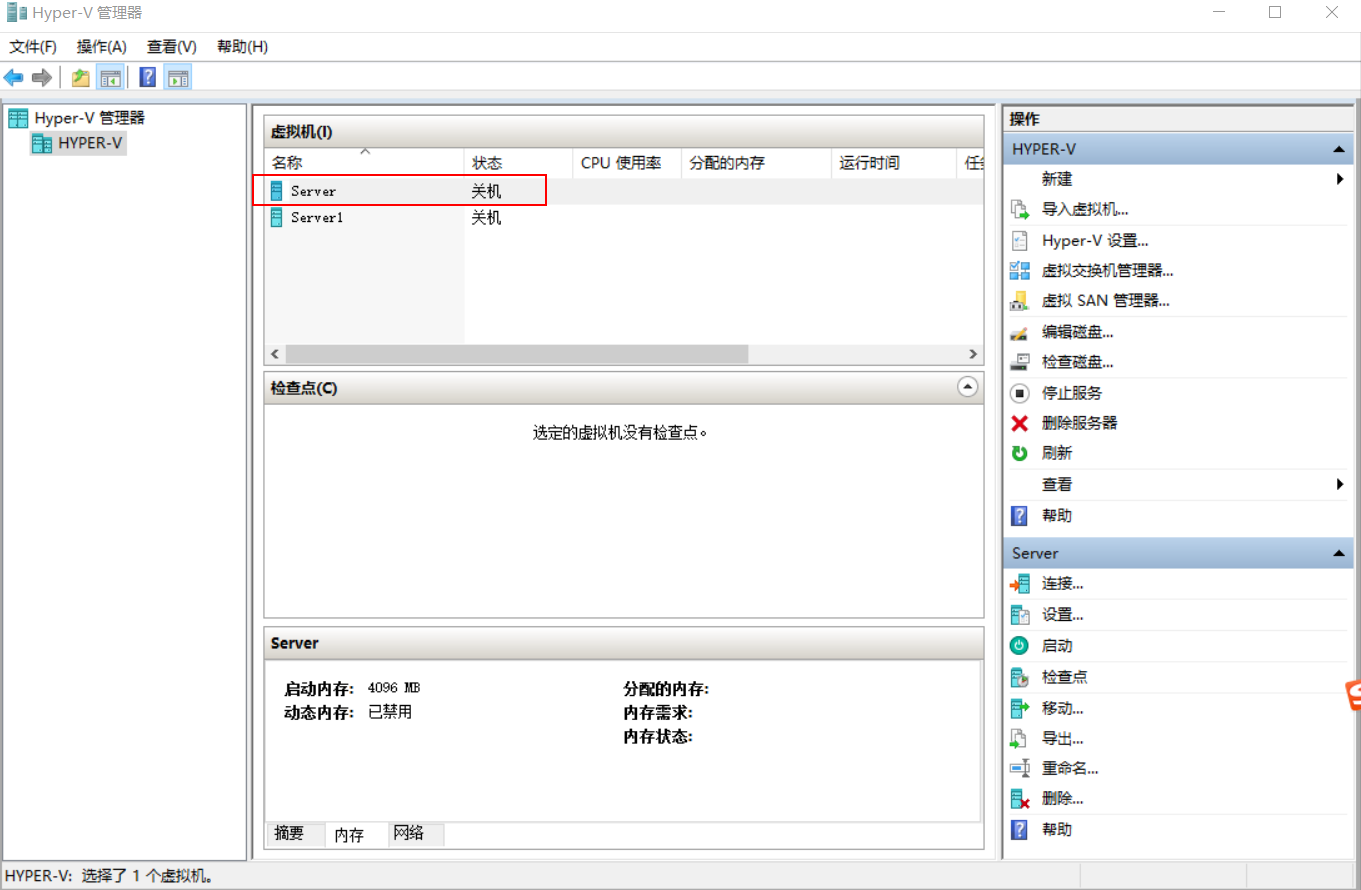 Hyper-V 管理器
文件(F) 操作(A) 查看(V) 帮助(H)
Hyper-V 管理器
HYPER-V
虚拟机(I)
名称 状态 CPU 使用率 分配的内存 运行时间
Server 关机
Server1 关机
检查点(C)
选定的虚拟机没有检查点。
Server
启动内存: 4096 MB
动态内存: 已禁用
分配的内存:
内存需求:
内存状态:
摘要 内存 网络
操作
HYPER-V
新建
导入虚拟机...
Hyper-V 设置...
虚拟交换机管理器...
虚拟 SAN 管理器...
编辑磁盘...
检查磁盘...
停止服务
删除服务器
刷新
查看
帮助
Server
连接...
设置...
启动
检查点
移动...
导出...
重命名...
删除...
帮助
HYPER-V: 选择了 1 个虚拟机。